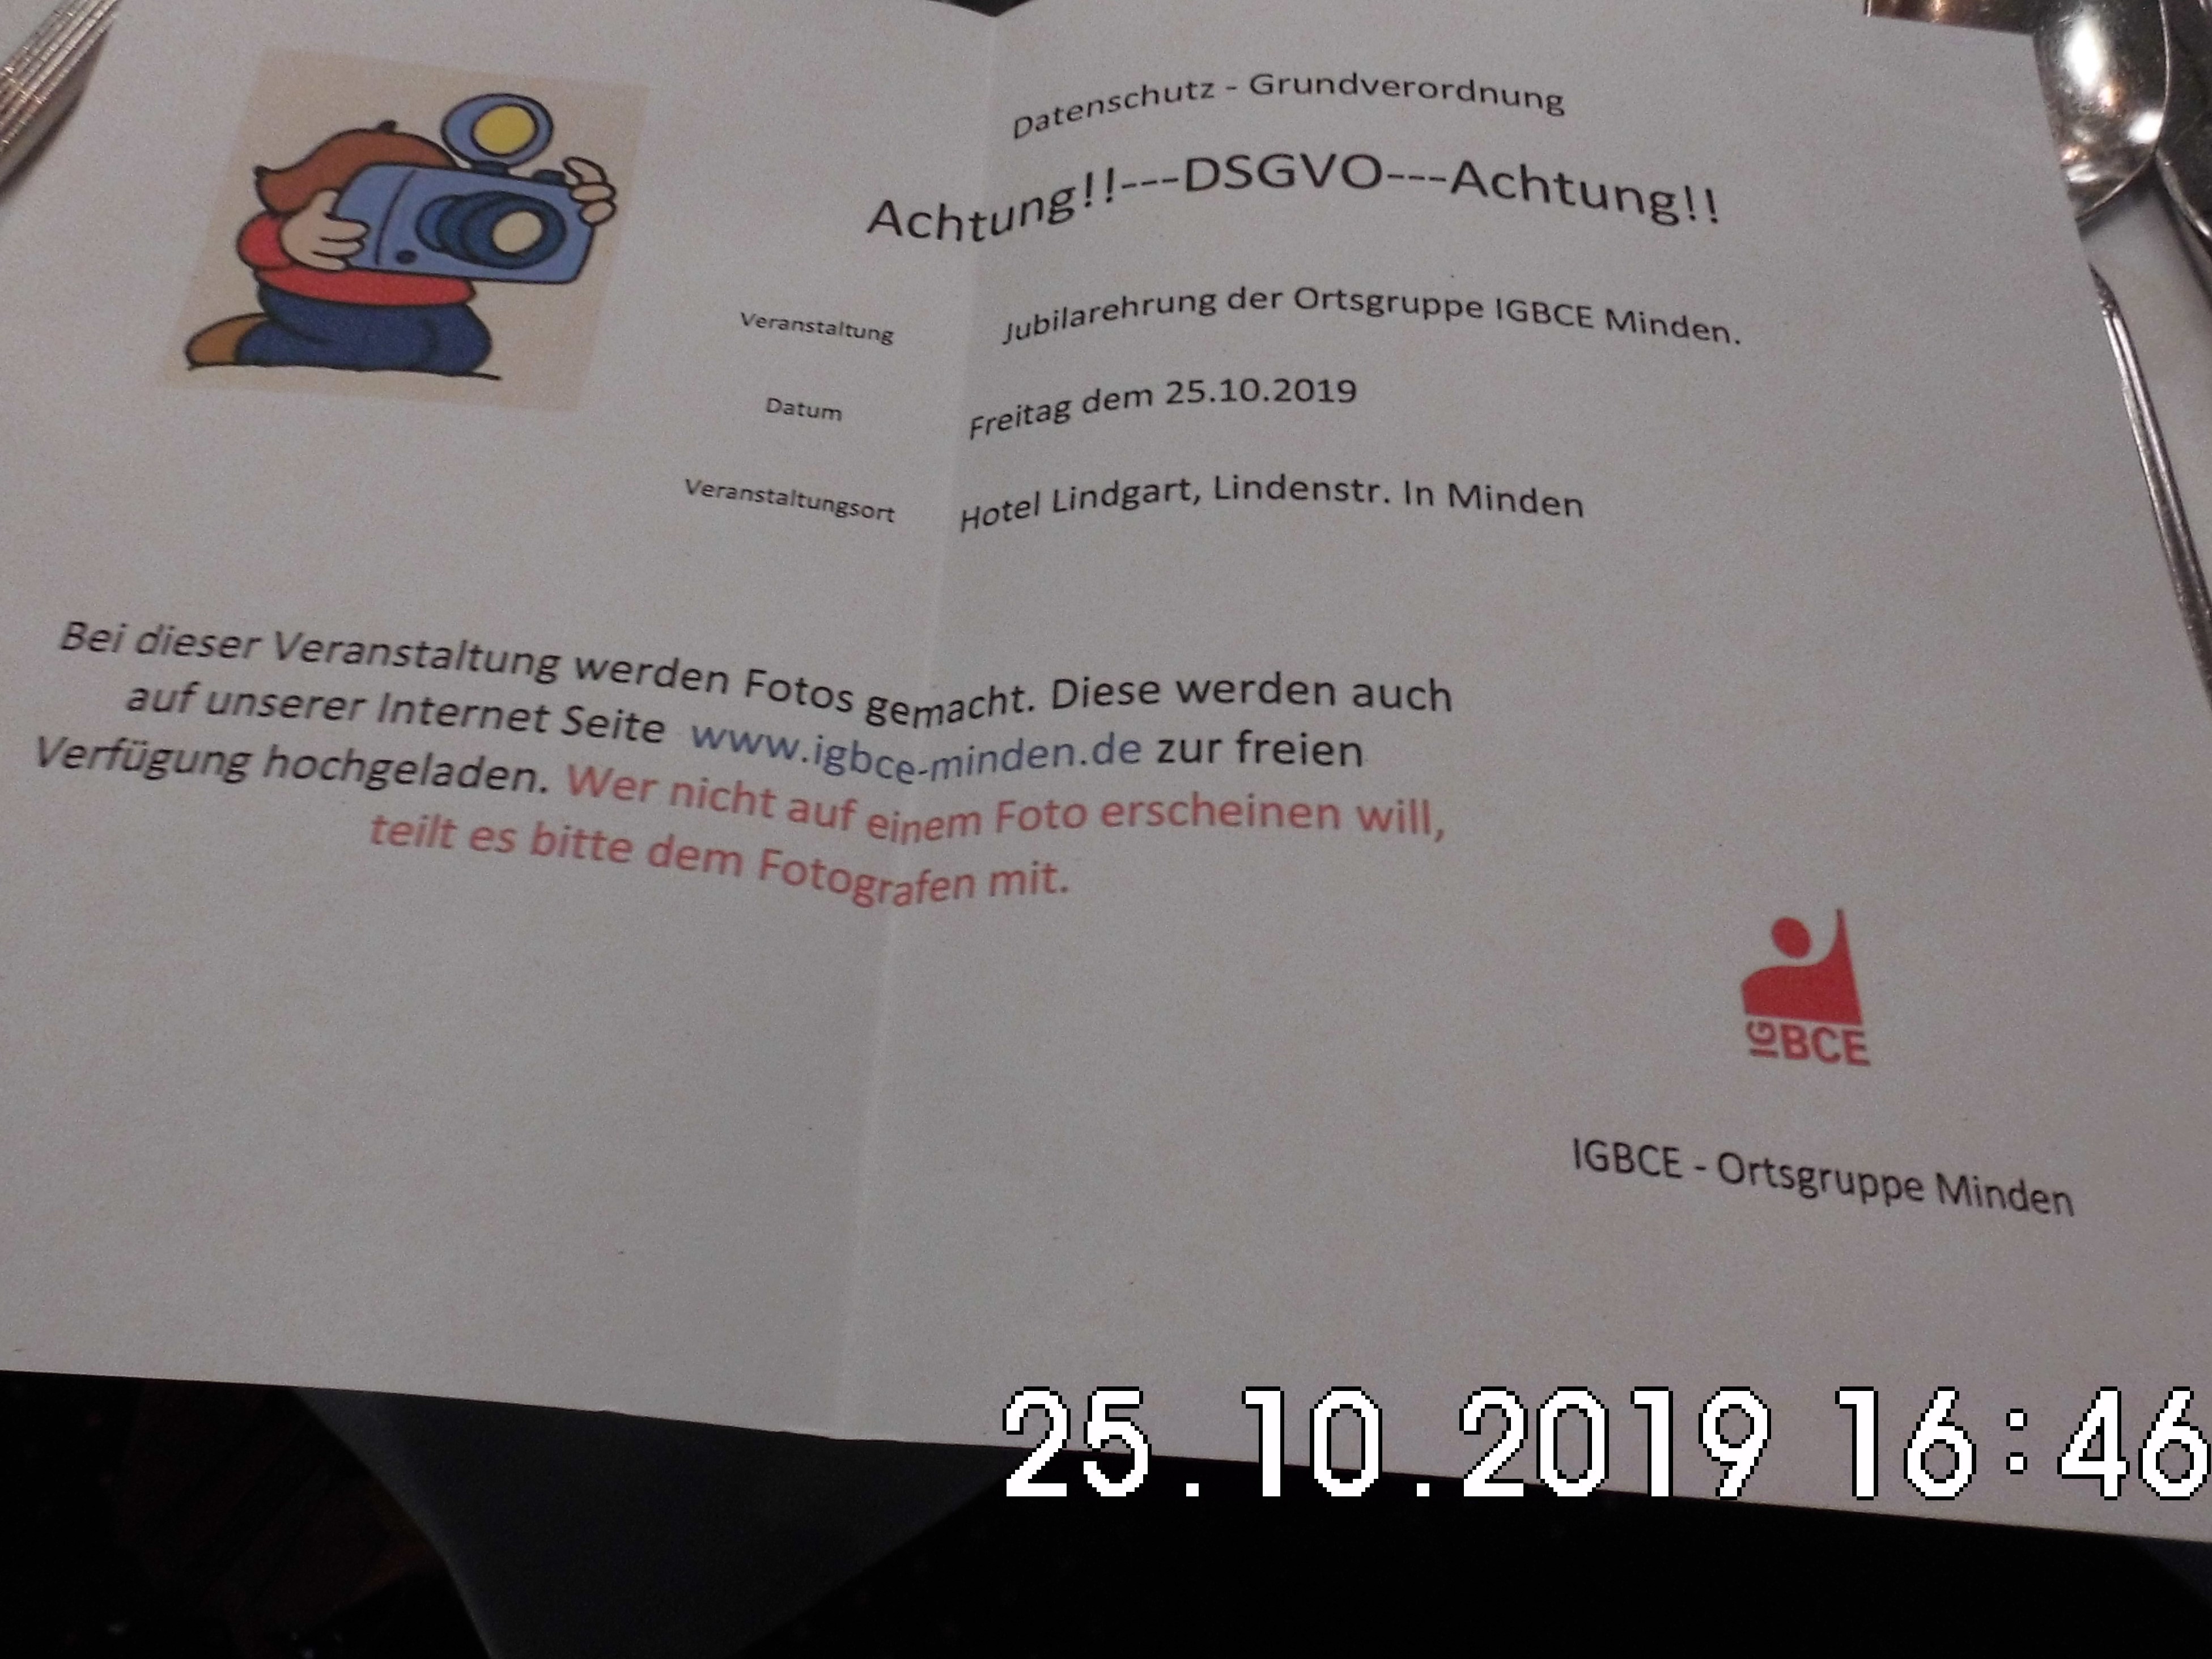 Datenschutz - Grundverordnung
Achtung!!---DSGVO---Achtung!!
Veranstaltung Jubilarehrung der Ortsgruppe IGBCE Minden.
Datum Freitag dem 25.10.2019
Veranstaltungsort Hotel Lindgart, Lindenstr. In Minden
Bei dieser Veranstaltung werden Fotos gemacht. Diese werden auch
auf unserer Internet Seite www.igbce-minden.de zur freien
Verfügung hochgeladen. Wer nicht auf einem Foto erscheinen will,
teilt es bitte dem Fotografen mit.
IGBCE
IGBCE - Ortsgruppe Minden
25.10.2019 16:46